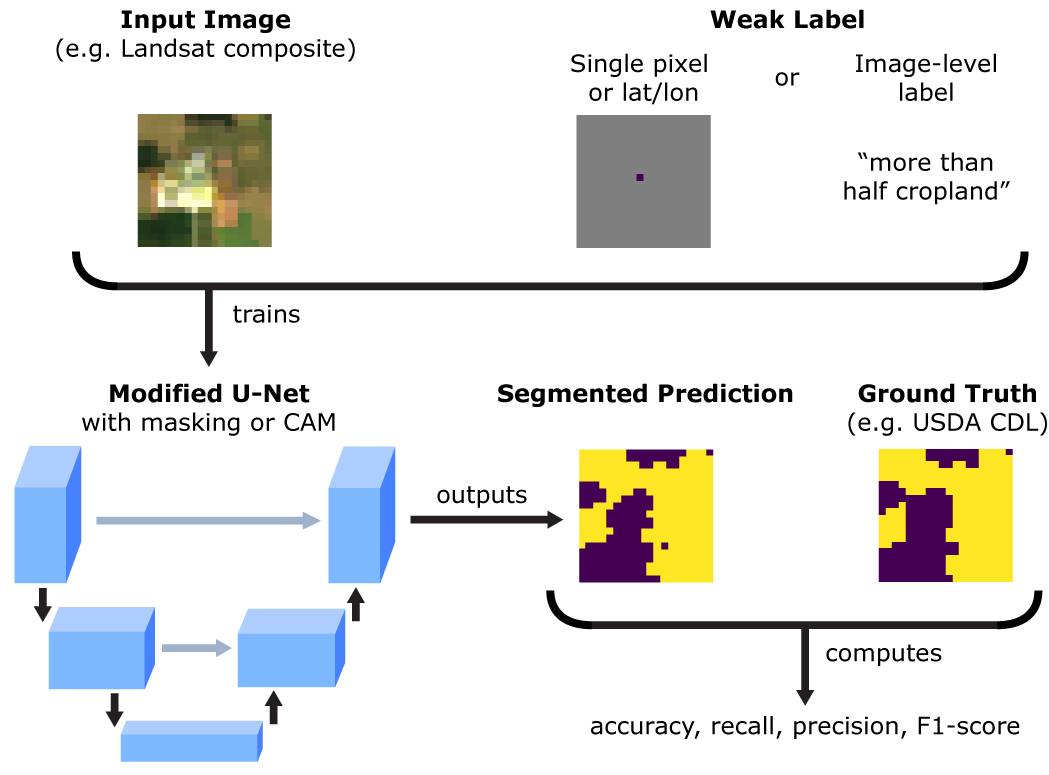 Input Image
(e.g. Landsat composite)
Weak Label
Single pixel
or lat/lon
or
Image-level
label
“more than
half cropland”
trains
Modified U-Net
with masking or CAM
outputs
Segmented Prediction
Ground Truth
(e.g. USDA CDL)
computes
accuracy, recall, precision, F1-score